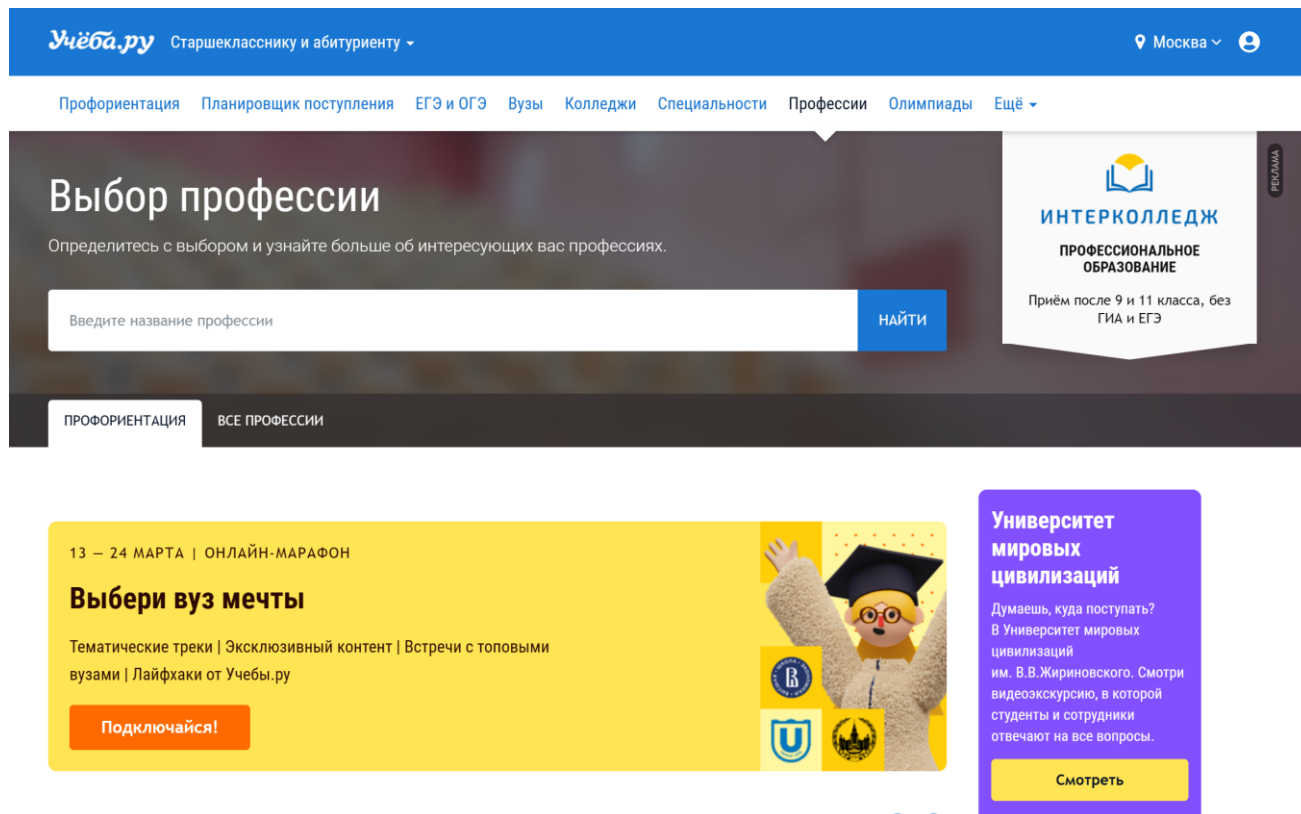 Учёба.ру Старшекласснику и абитуриенту Москва
Профориентация Планировщик поступления ЕГЭ и ОГЭ Вузы Колледжи Специальности Профессии Олимпиады Ещё
Выбор профессии
Определитесь с выбором и узнайте больше об интересующих вас профессиях.
Введите название профессии НАЙТИ
ПРОФОРИЕНТАЦИЯ ВСЕ ПРОФЕССИИ
РЕКЛАМА
ИНТЕРКОЛЛЕДЖ
ПРОФЕССИОНАЛЬНОЕ
ОБРАЗОВАНИЕ
Приём после 9 и 11 класса, без
ГИА и ЕГЭ
13 – 24 МАРТА | ОНЛАЙН-МАРАФОН
Выбери вуз мечты
Тематические треки | Эксклюзивный контент | Встречи с топовыми
вузами | Лайфхаки от Учебы.ру
Подключайся!
Университет
мировых
цивилизаций
Думаешь, куда поступать?
В Университет мировых
цивилизаций
им. В.В.Жириновского. Смотри
видеоэкскурсию, в которой
студенты и сотрудники
отвечают на все вопросы.
Смотреть